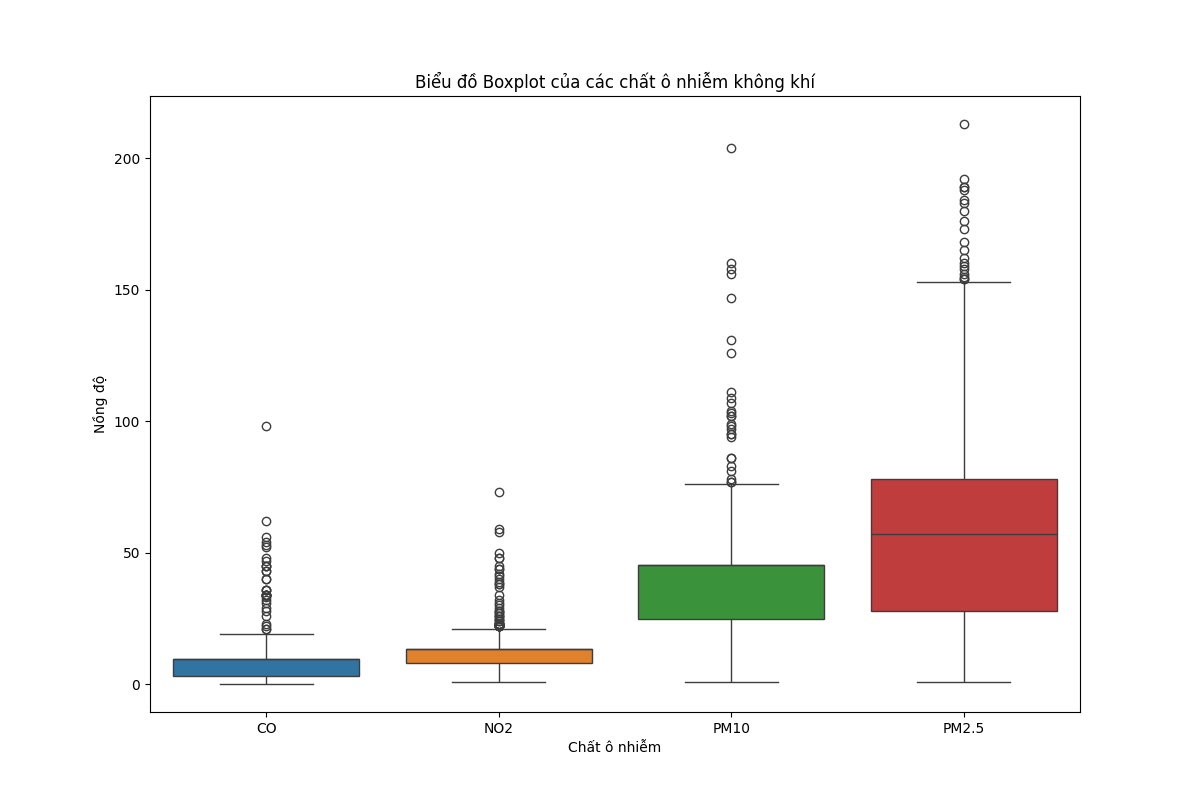 Biểu đồ Boxplot của các chất ô nhiễm không khí
200
150
100
50
0
Nồng độ
CO
NO2
PM10
PM2.5
Chất ô nhiễm